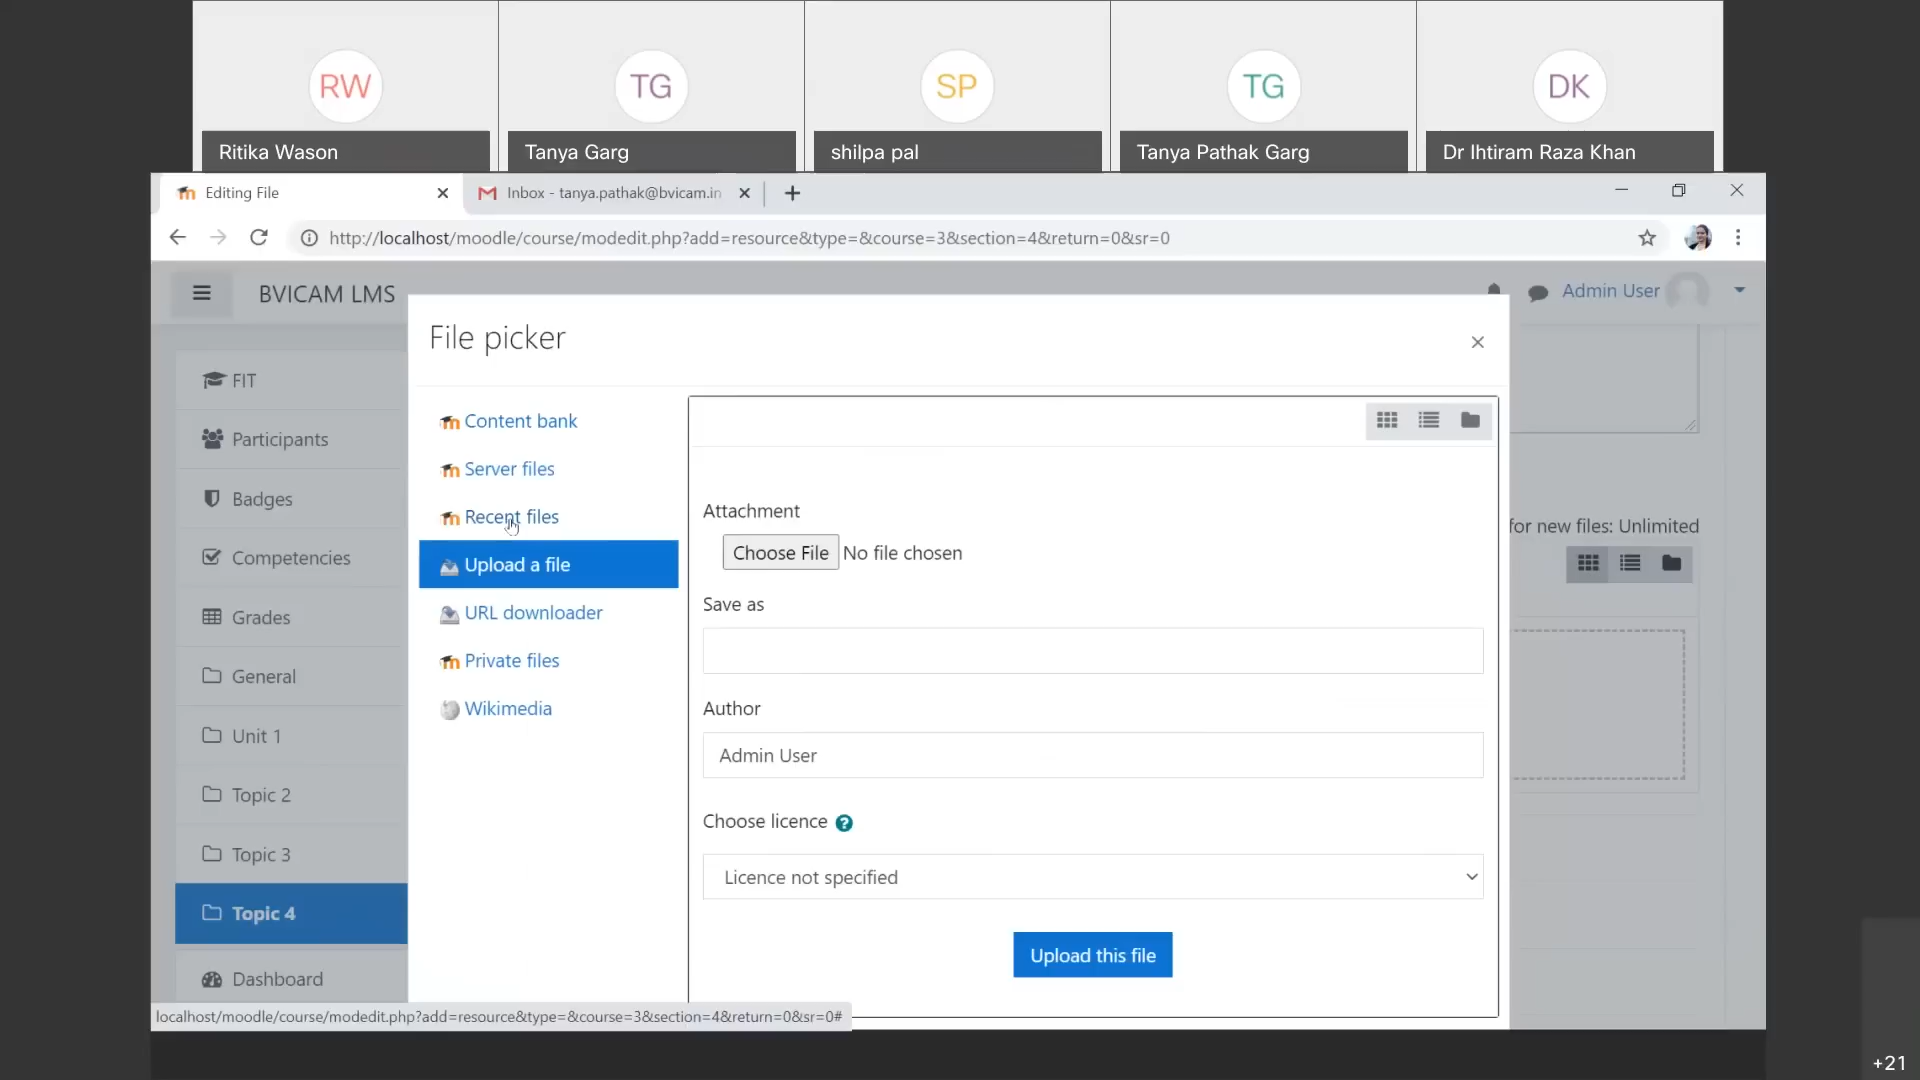 RW
TG
SP
TG
DK
Ritika Wason
Tanya Garg
shilpa pal
Tanya Pathak Garg
Dr Ihtiram Raza Khan
Editing File
Inbox - tanya.pathak@bvicam.in
http://localhost/moodle/course/modedit.php?add=resource&type=&course=3&section=4&return=0&sr=0
BVICAM LMS
Admin User
File picker
FIT
Participants
Badges
Competencies
Grades
General
Unit 1
Topic 2
Topic 3
Topic 4
Dashboard
Content bank
Server files
Recent files
Upload a file
URL downloader
Private files
Wikimedia
Attachment
Choose File No file chosen
Save as
Author
Admin User
Choose licence
Licence not specified
Upload this file
for new files: Unlimited
localhost/moodle/course/modedit.php?add=resource&type=&course=3&section=4&return=0&sr=0#
+21